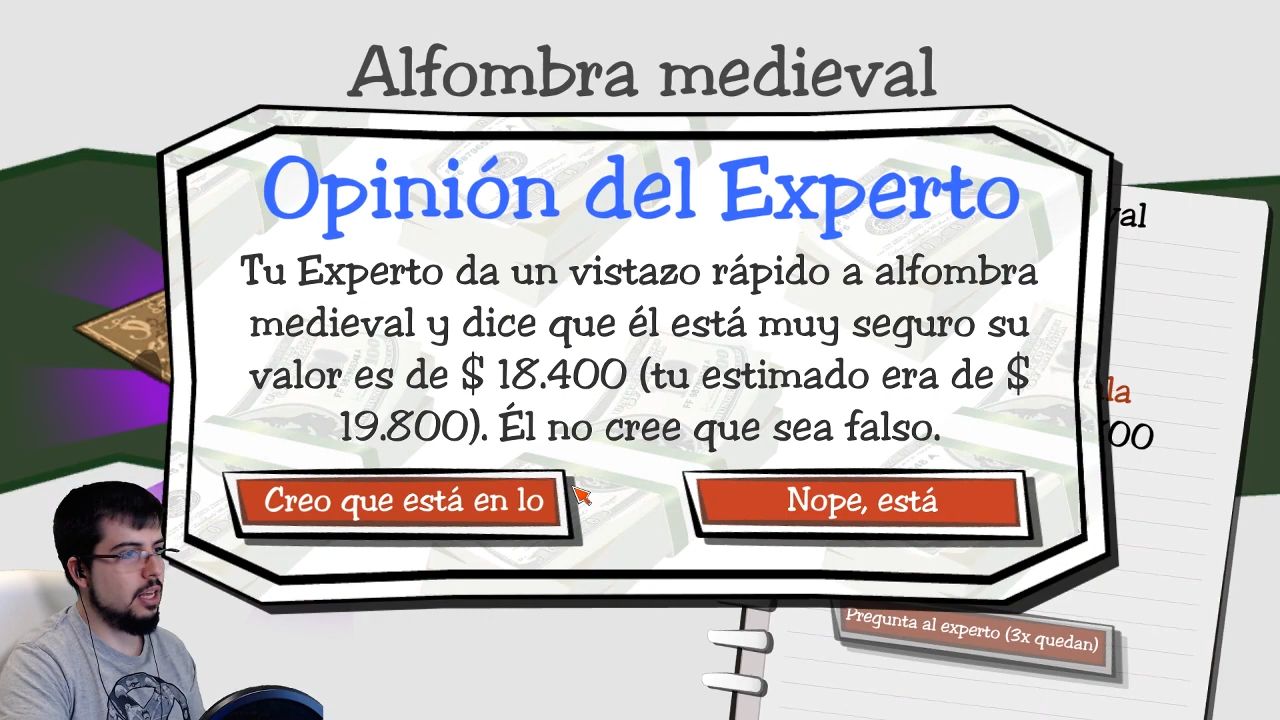 Alfombra medieval
Opinión del Experto
Tu Experto da un vistazo rápido a alfombra
medieval y dice que él está muy seguro su
valor es de $ 18.400 (tu estimado era de $
19.800). Él no cree que sea falso.
Creo que está en lo
Nope, está
Pregunta al experto (3x quedan)